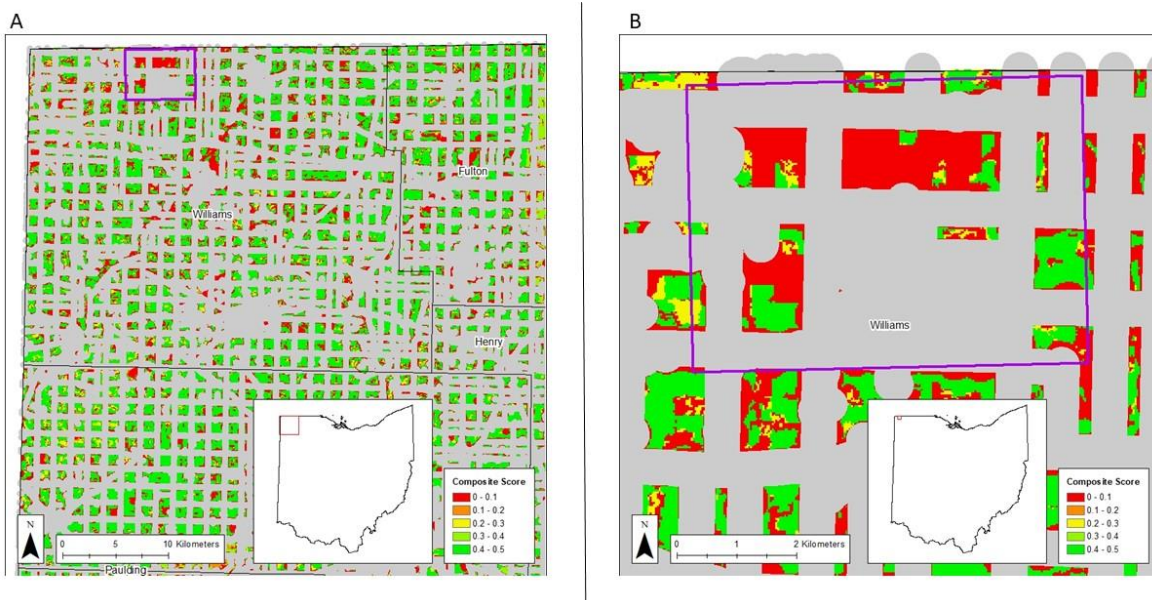 A
Fulton
Williams
Henry
Composite Score
0 - 0.1
0.1 - 0.2
0.2 - 0.3
0.3 - 0.4
0.4 - 0.5
N
0 5 10 Kilometers
Paulding
B
Williams
Composite Score
0 - 0.1
0.1 - 0.2
0.2 - 0.3
0.3 - 0.4
0.4 - 0.5
N
0 1 2 Kilometers